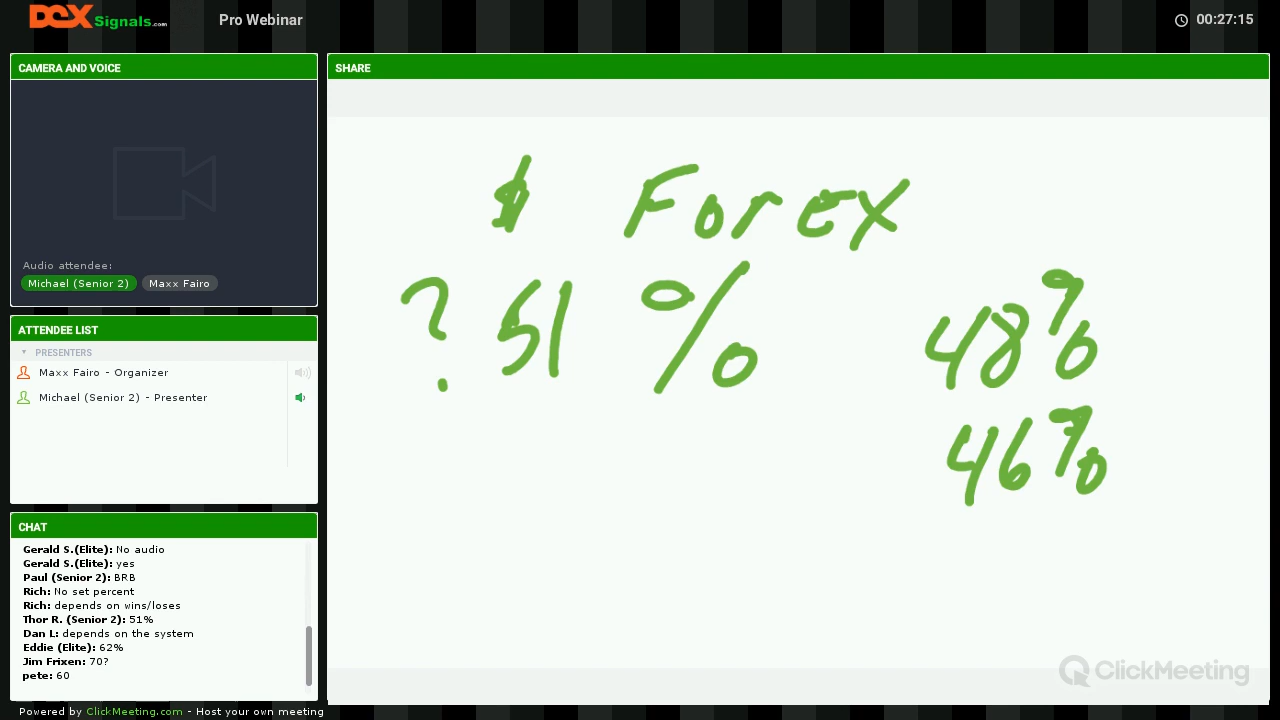 DCX Signals.com
Pro Webinar
00:27:15
CAMERA AND VOICE
Audio attendee:
Michael (Senior 2) Maxx Fairo
ATTENDEE LIST
PRESENTERS
Maxx Fairo - Organizer
Michael (Senior 2) - Presenter
CHAT
Gerald S.(Elite): No audio
Gerald S.(Elite): yes
Paul (Senior 2): BRB
Rich: No set percent
Rich: depends on wins/loses
Thor R. (Senior 2): 51%
Dan L: depends on the system
Eddie (Elite): 62%
Jim Frixen: 70?
pete: 60
Powered by ClickMeeting.com - Host your own meeting
SHARE
$ Forex
? 51 % 48%
46%
ClickMeeting